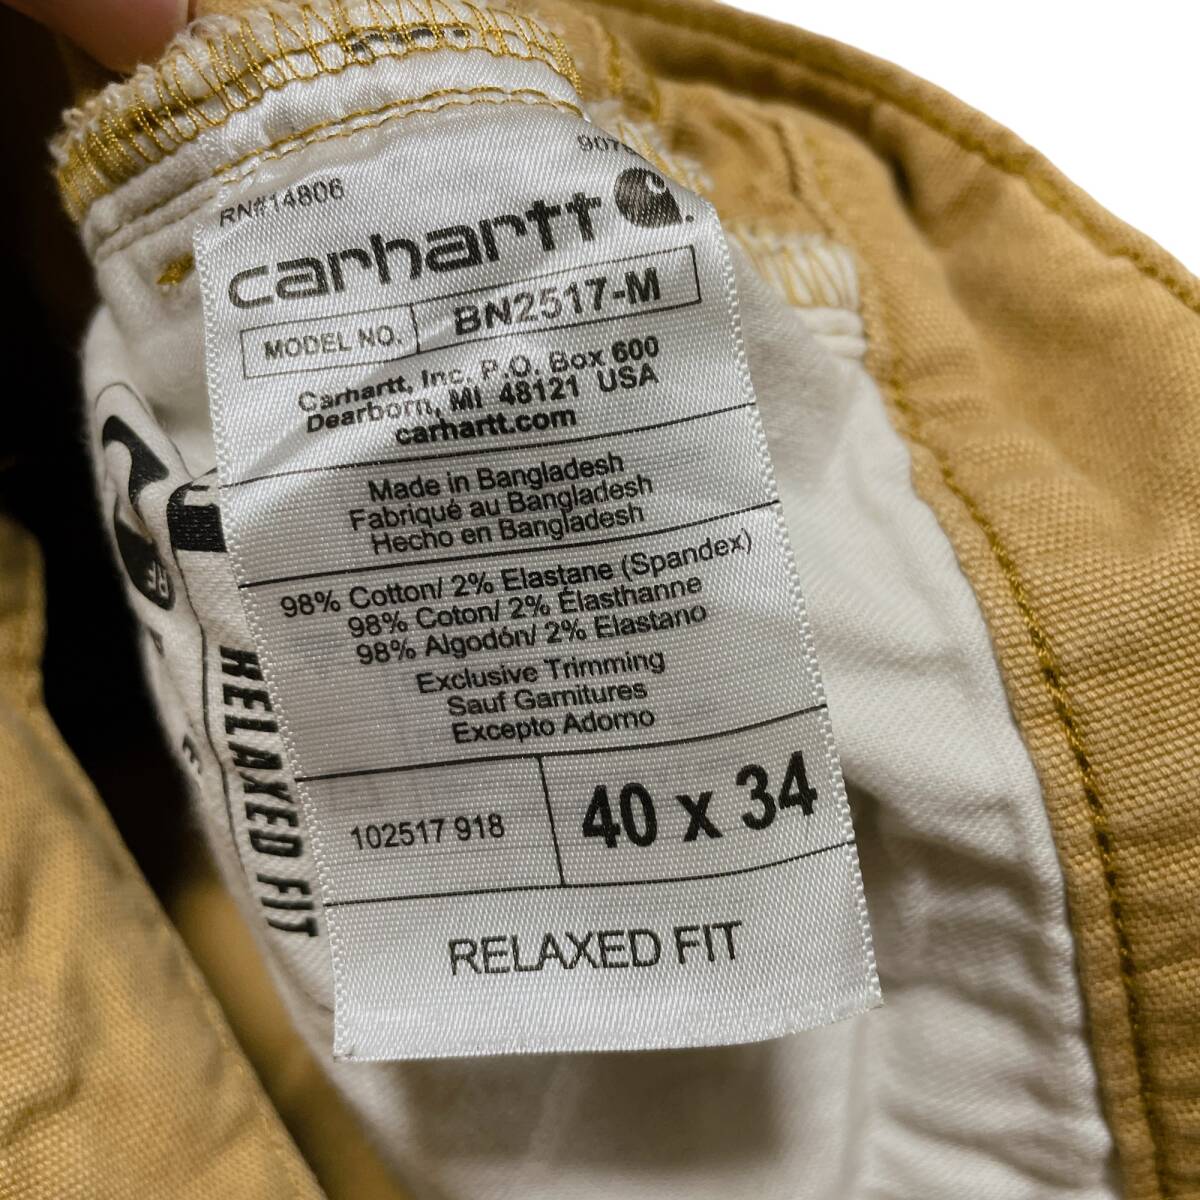 RN#14806
carhartt
MODEL NO. BN2517-M
Carhartt, Inc. P.O. Box 600
Dearborn, MI 48121 USA
carhartt.com
Made in Bangladesh
Fabriqué au Bangladesh
Hecho en Bangladesh
98% Cotton/ 2% Elastane (Spandex)
98% Coton/ 2% Élasthanne
98% Algodón/ 2% Elastano
Exclusive Trimming
Sauf Garnitures
Excepto Adorno
102517 918
40 x 34
RELAXED FIT
RELAXED FIT
RF